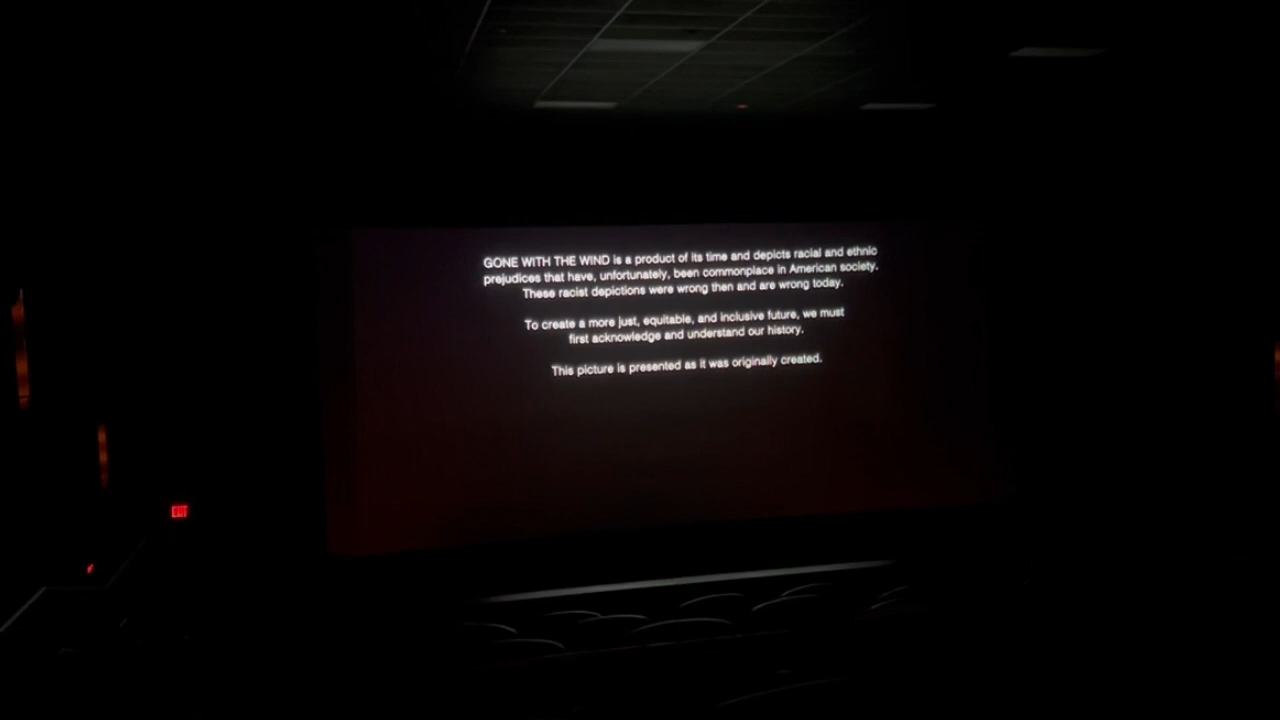 GONE WITH THE WIND is a product of its time and depicts racial and ethnic
prejudices that have, unfortunately, been commonplace in American society.
These racist depictions were wrong then and are wrong today.
To create a more just, equitable, and inclusive future, we must
first acknowledge and understand our history.
This picture is presented as it was originally created.
EXIT